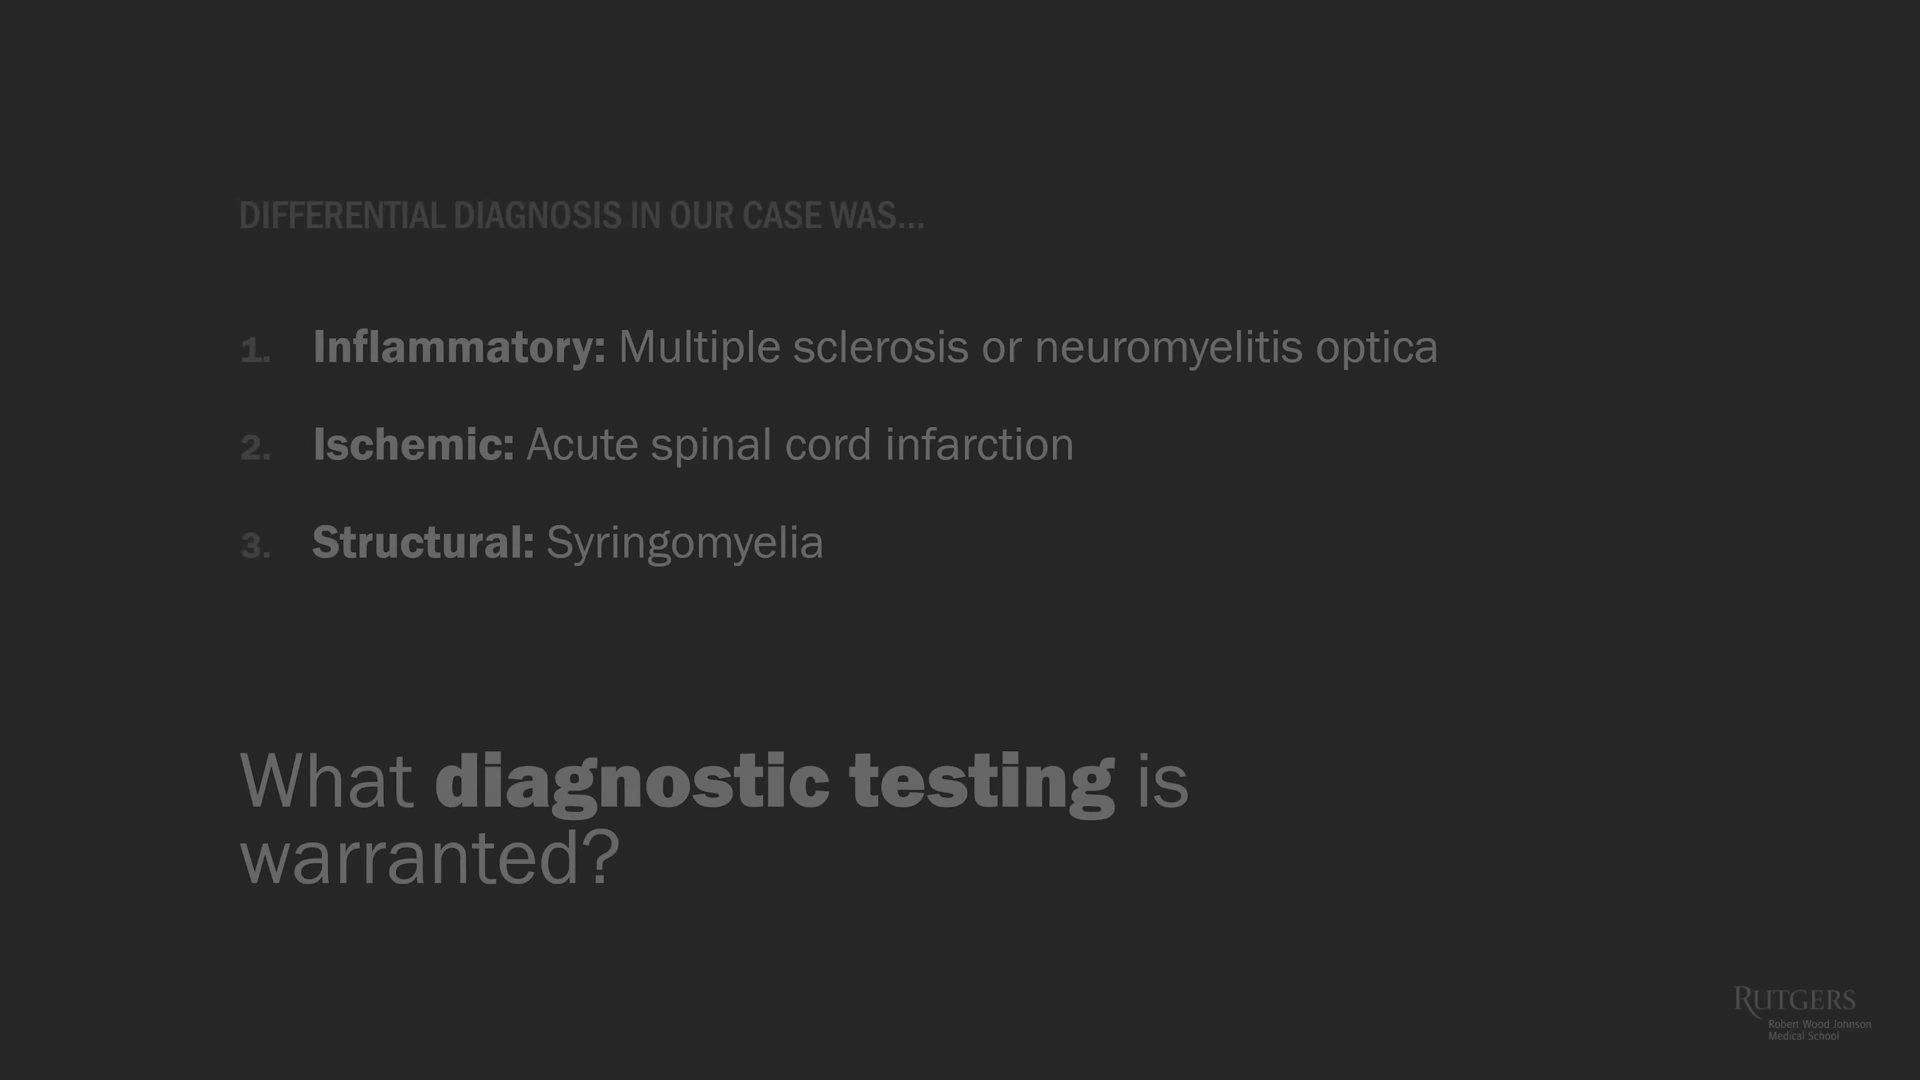 DIFFERENTIAL DIAGNOSIS IN OUR CASE WAS...
1. Inflammatory: Multiple sclerosis or neuromyelitis optica
2. Ischemic: Acute spinal cord infarction
3. Structural: Syringomyelia
What diagnostic testing is
warranted?
RUTGERS
Robert Wood Johnson
Medical School